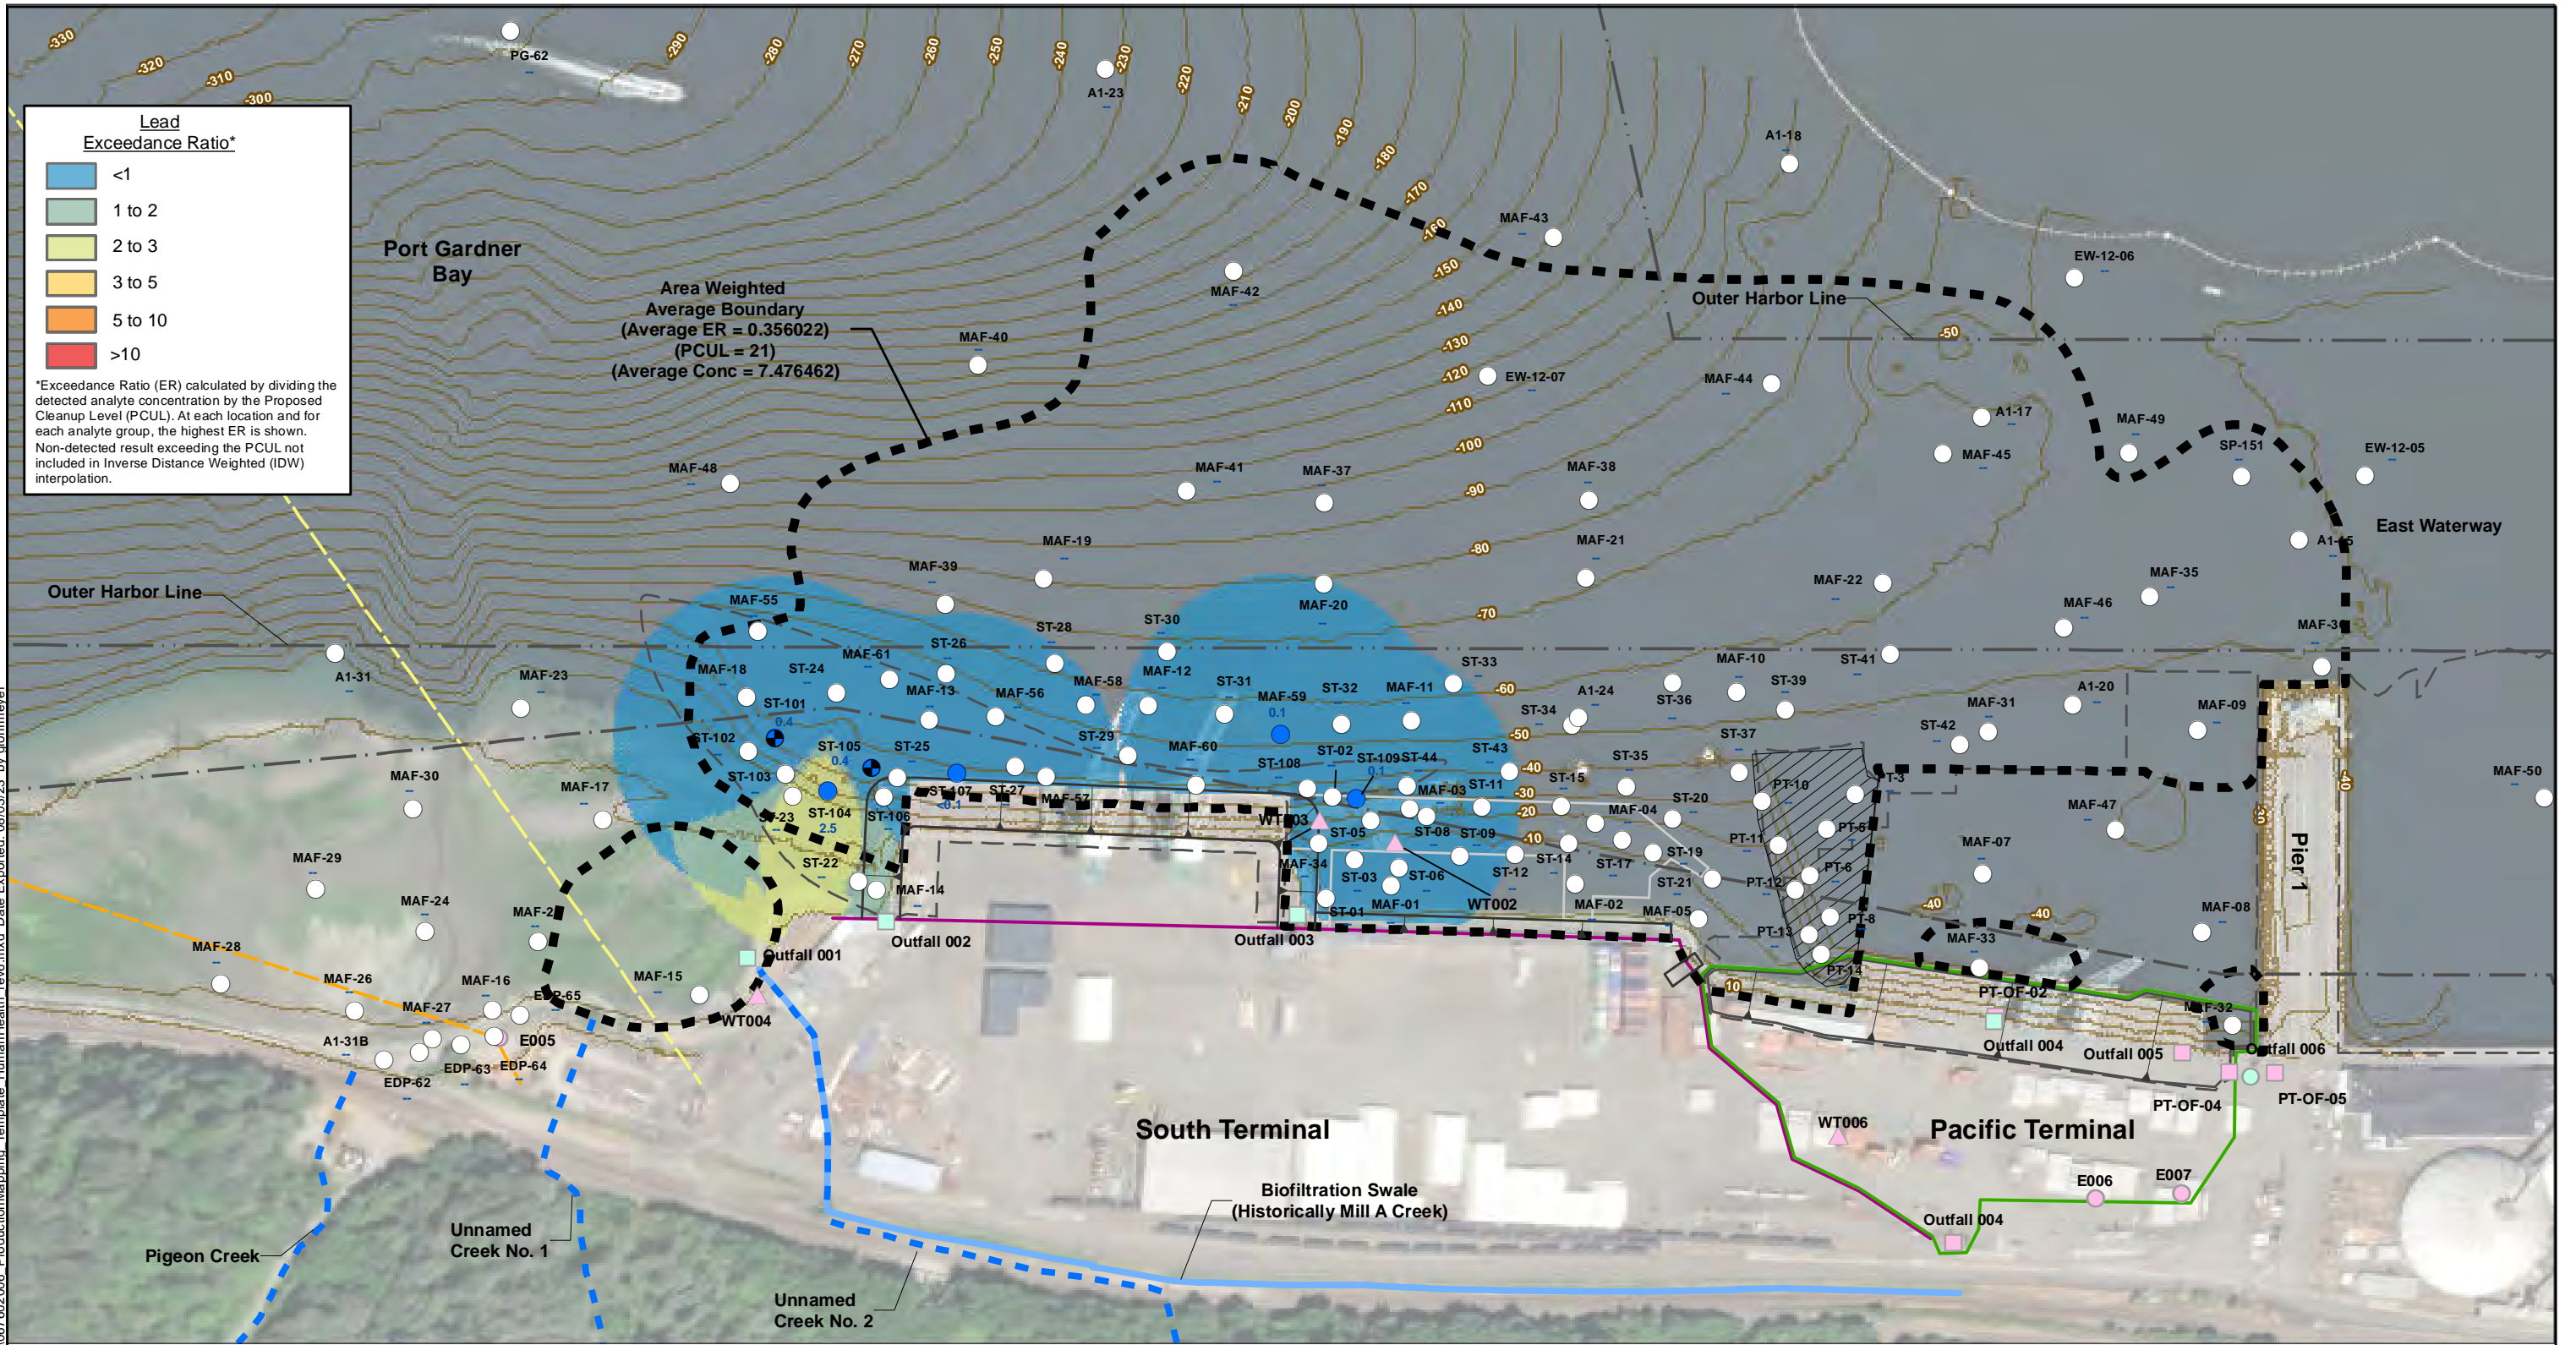 -330
-320
-310
-300
-290
-280
-270
-260
-250
-240
-230
-220
-210
-200
-190
-180
-170
-160
-150
-140
-130
-120
-110
-100
-90
-80
-70
-60
-50
-40
-30
-20
-10
-50
-40
-40
-40
10
PG-62
--
A1-23
--
A1-18
--
Lead
Exceedance Ratio*
<1
1 to 2
2 to 3
3 to 5
5 to 10
>10
*Exceedance Ratio (ER) calculated by dividing the
detected analyte concentration by the Proposed
Cleanup Level (PCUL). At each location and for
each analyte group, the highest ER is shown.
Non-detected result exceeding the PCUL not
included in Inverse Distance Weighted (IDW)
interpolation.
Port Gardner
Bay
Area Weighted
Average Boundary
(Average ER = 0.356022)
(PCUL = 21)
(Average Conc = 7.476462)
MAF-43
--
MAF-42
--
EW-12-06
--
Outer Harbor Line
MAF-40
--
EW-12-07
--
MAF-44
--
A1-17
--
MAF-45
--
MAF-49
--
SP-151
--
EW-12-05
--
MAF-48
--
MAF-41
--
MAF-37
--
MAF-38
--
East Waterway
MAF-19
--
MAF-21
--
MAF-39
--
MAF-22
--
MAF-35
--
MAF-46
--
Outer Harbor Line
MAF-55
--
MAF-20
--
ST-30
--
ST-28
--
ST-26
--
MAF-61
--
ST-24
--
MAF-18
--
MAF-12
--
ST-33
--
MAF-10
--
ST-41
--
A1-31
--
MAF-23
--
MAF-13
--
MAF-56
--
MAF-58
--
ST-31
--
MAF-59
0.1
ST-32
--
MAF-11
--
A1-24
--
ST-34
--
ST-36
--
ST-39
--
ST-42
--
MAF-31
--
A1-20
--
MAF-09
--
ST-101
0.4
ST-102
--
ST-105
0.4
ST-25
--
ST-29
--
MAF-60
--
ST-02
--
ST-108
--
ST-109
0.1
ST-44
--
ST-43
--
ST-35
--
ST-37
--
MAF-50
--
MAF-30
--
MAF-17
--
ST-103
--
ST-104
2.5
ST-106
--
ST-107
<0.1
ST-27
--
MAF-57
--
MAF-03
--
ST-11
--
ST-15
--
MAF-04
--
ST-20
--
PT-10
--
PT-11
--
MAF-47
--
ST-22
--
ST-05
--
ST-08
--
ST-09
--
MAF-34
--
ST-03
--
ST-06
--
ST-12
--
ST-14
--
ST-17
--
ST-19
--
ST-21
--
PT-12
--
PT-6
--
MAF-07
--
Pier 1
MAF-29
--
MAF-24
--
MAF-14
--
ST-01
--
MAF-01
--
WT002
MAF-02
--
MAF-05
--
PT-8
--
PT-13
--
PT-14
--
MAF-33
--
MAF-08
--
MAF-28
--
MAF-26
--
MAF-27
--
MAF-16
--
MAF-15
--
Outfall 002
Outfall 003
WT004
A1-31B
--
EDP-62
--
EDP-63
--
EDP-64
--
E005
PT-OF-02
Outfall 004
Outfall 005
Outfall 006
PT-OF-04
PT-OF-05
South Terminal
WT006
Pacific Terminal
E006
E007
Outfall 004
Biofiltration Swale
(Historically Mill A Creek)
Pigeon Creek
Unnamed
Creek No. 1
Unnamed
Creek No. 2